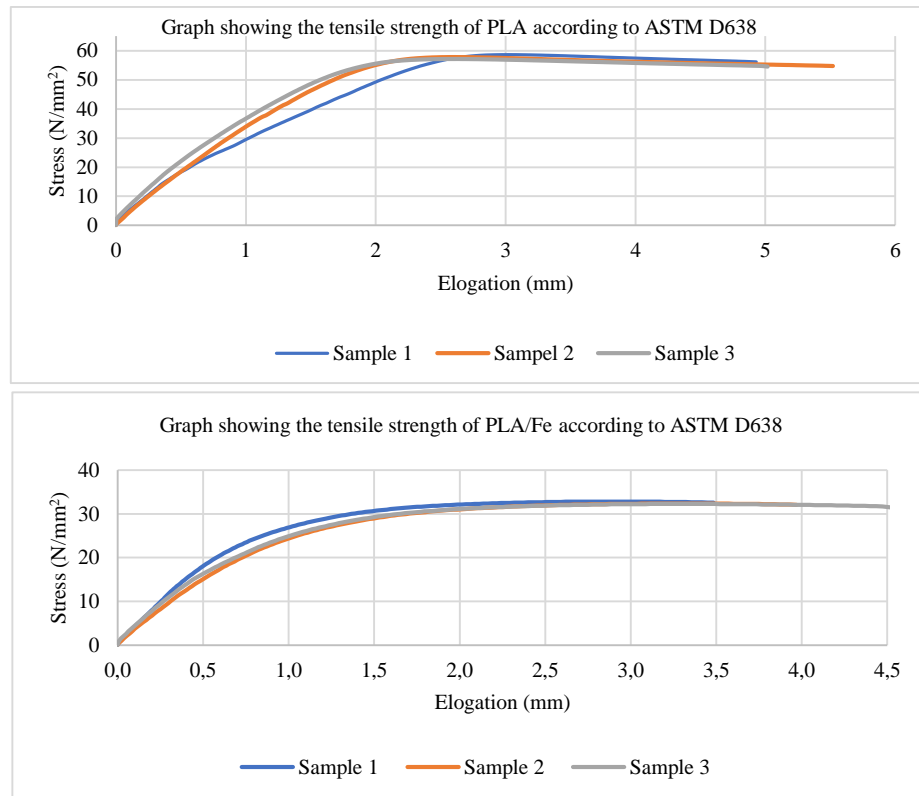 Graph showing the tensile strength of PLA according to ASTM D638
Stress (N/mm²)
60
50
40
30
20
10
0
0 1 2 3 4 5 6
Elogation (mm)
Sample 1 Sampel 2 Sample 3
Graph showing the tensile strength of PLA/Fe according to ASTM D638
Stress (N/mm²)
40
30
20
10
0
0,0 0,5 1,0 1,5 2,0 2,5 3,0 3,5 4,0 4,5
Elogation (mm)
Sample 1 Sample 2 Sample 3